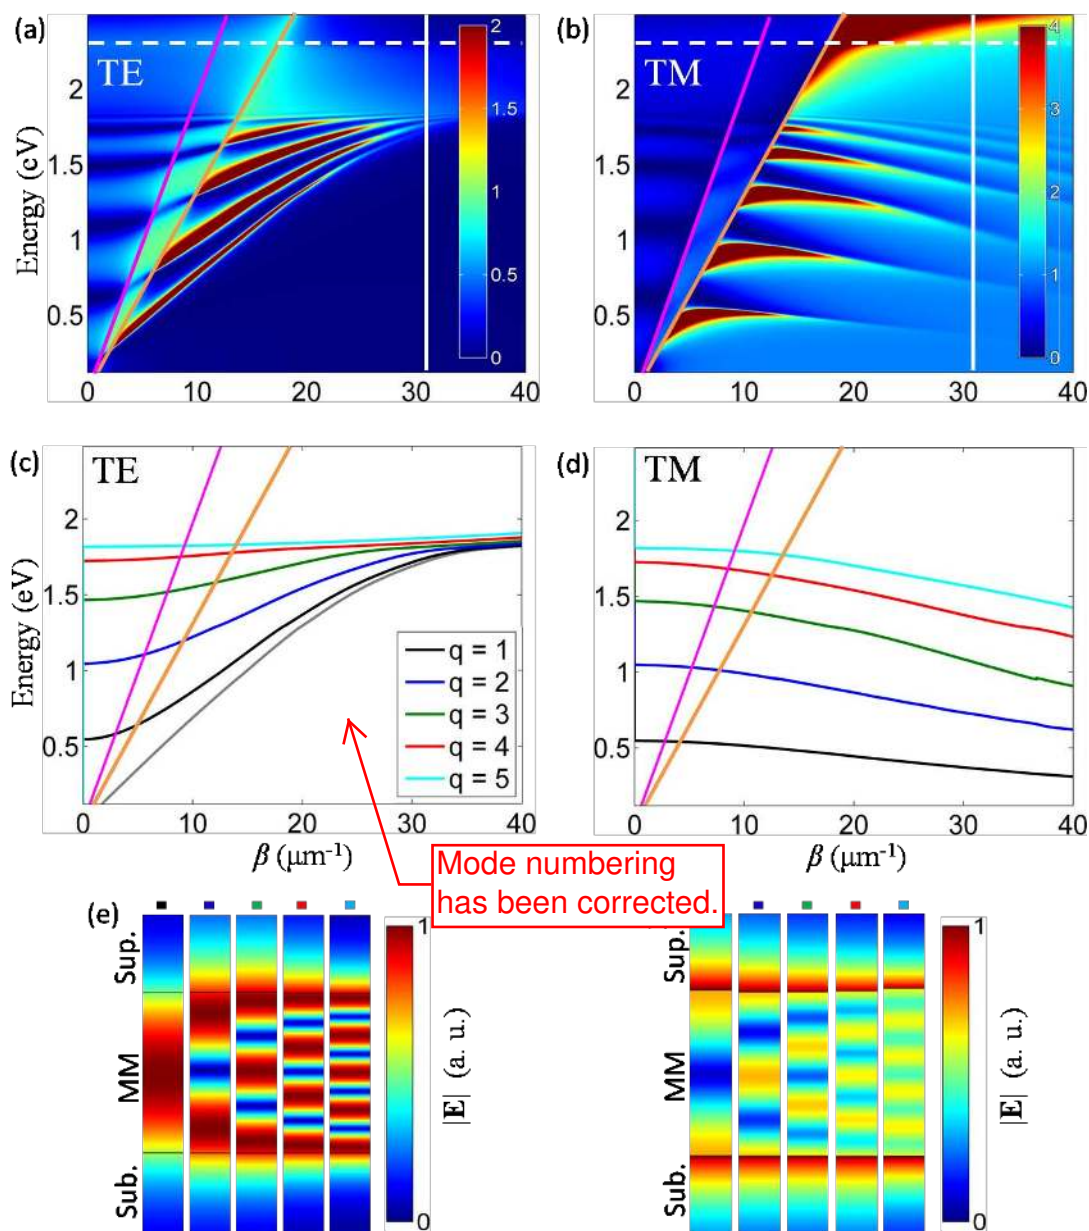 (a)
TE
2
1.5
1
0.5
0
Energy (eV)
2
1.5
1
0.5
0 10 20 30 40
(b)
TM
4
3
2
1
0
2
1.5
1
0.5
0 10 20 30 40
(c)
TE
Energy (eV)
2
1.5
1
0.5
q = 1
q = 2
q = 3
q = 4
q = 5
0 10 20 30 40
β (μm⁻¹)
(d)
TM
2
1.5
1
0.5
0 10 20 30 40
β (μm⁻¹)
Mode numbering
has been corrected.
(e)
Sup.
MM
Sub.
1
0
|E| (a. u.)
Sup.
MM
Sub.
1
0
|E| (a. u.)